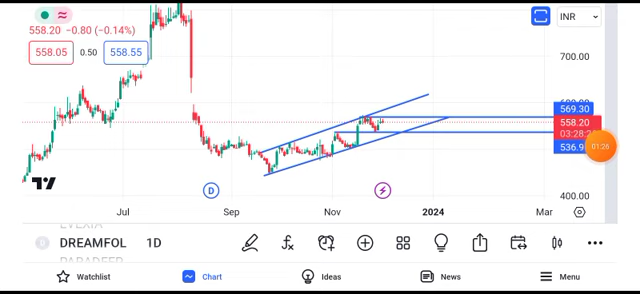 558.20 −0.80 (−0.14%)
558.05 0.50 558.55
INR
700.00
569.30
558.20
03:28:2
536.9
01:26
400.00
D
Jul Sep Nov 2024 Mar
D DREAMFOL 1D
Watchlist Chart Ideas News Menu